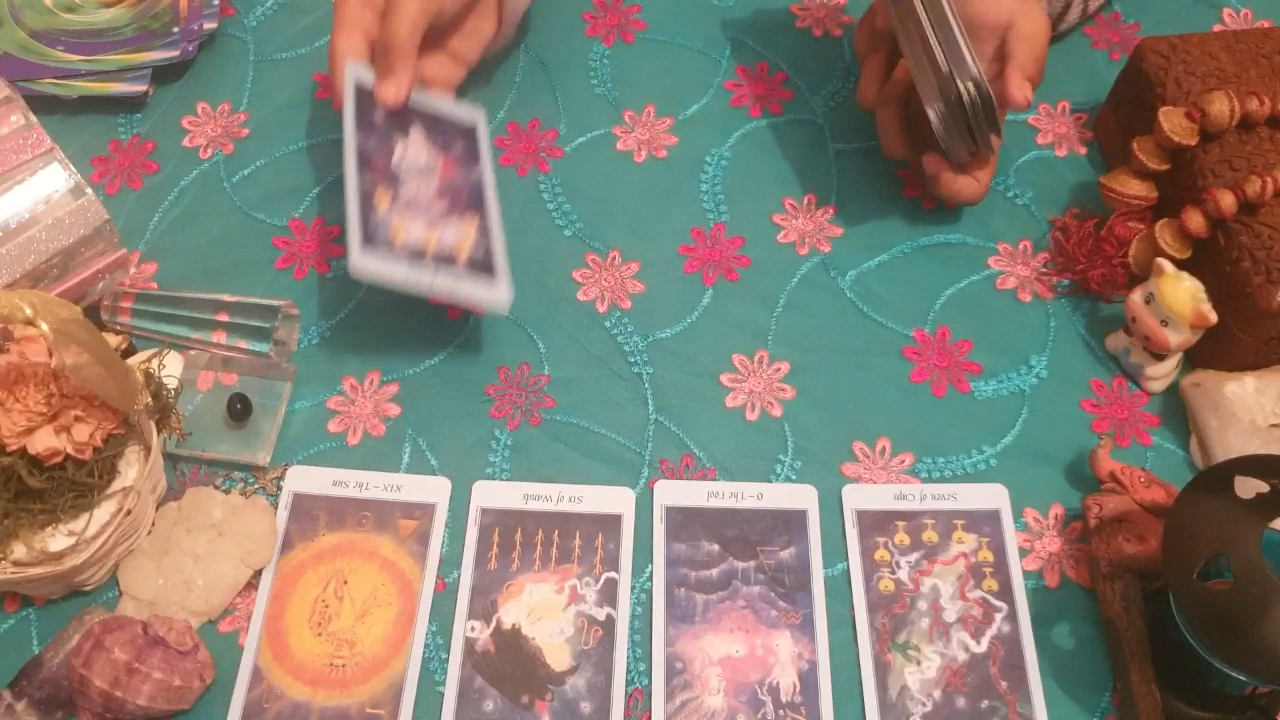 XIX-The Sun
Six of Wands
0-The Fool
Seven of Cups